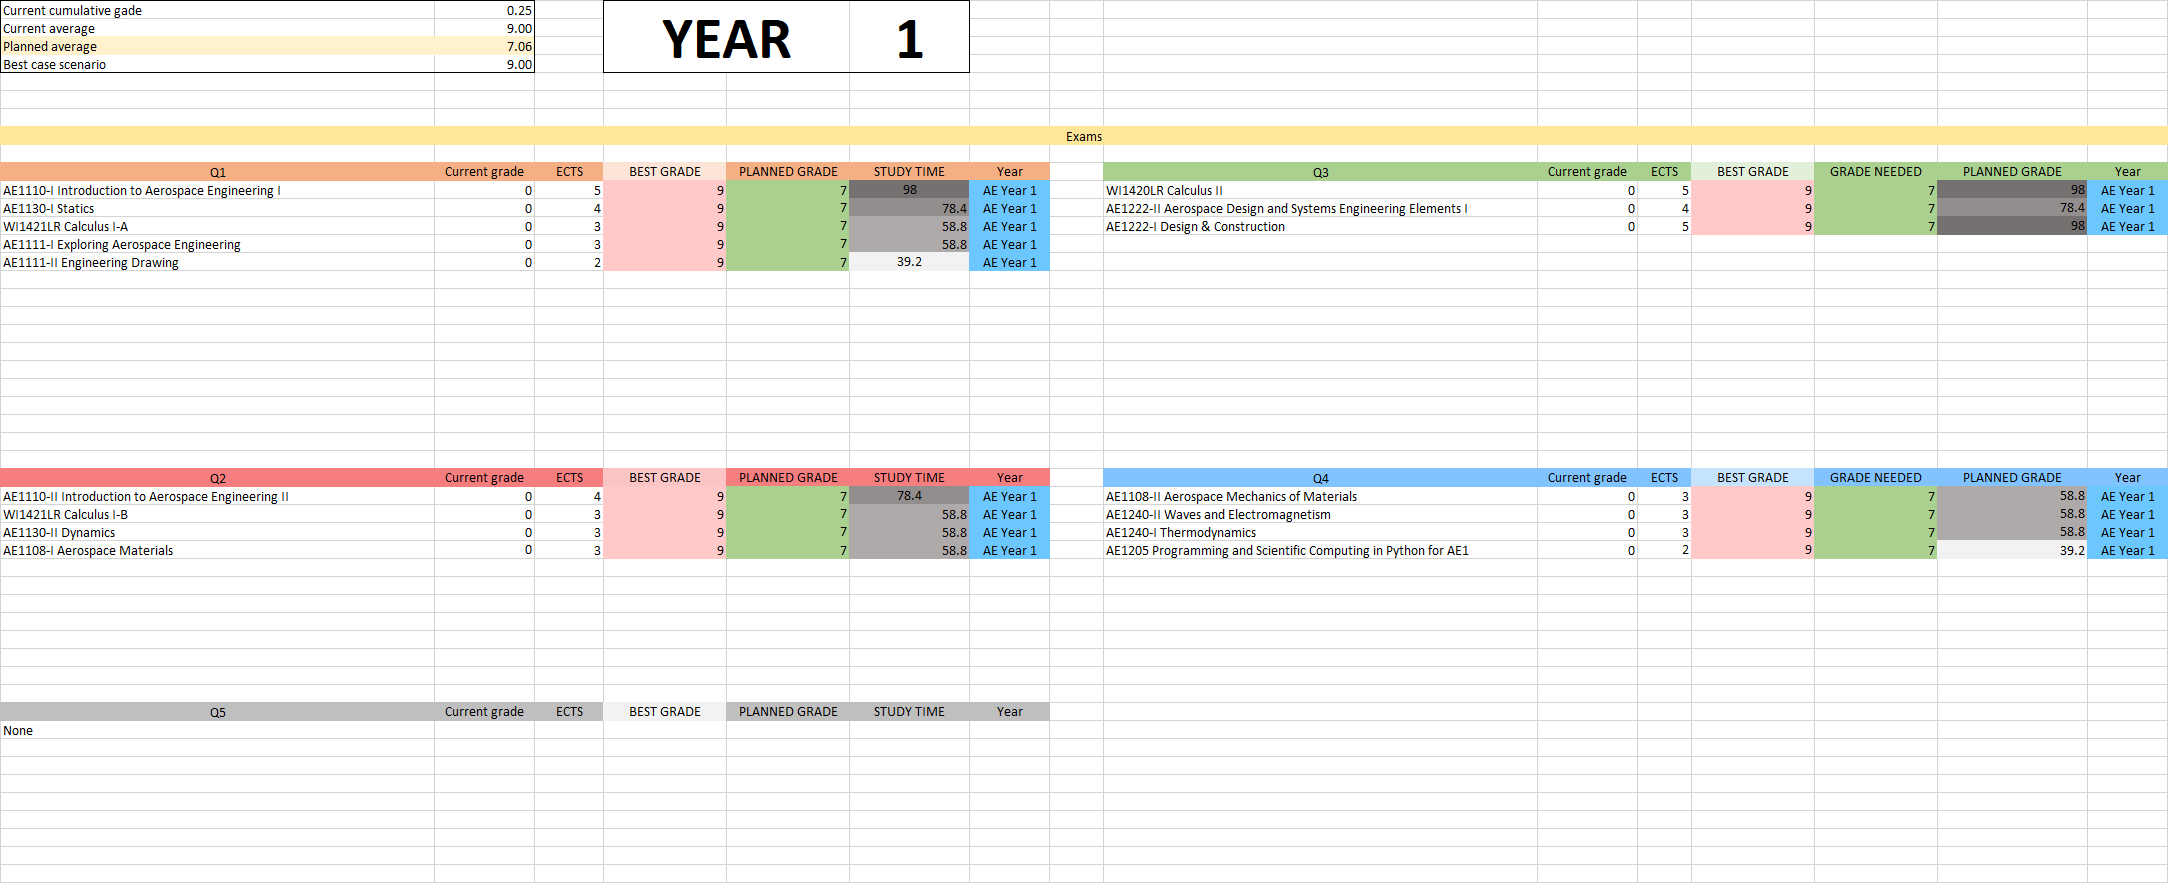 Current cumulative gade 0.25
Current average 9.00
Planned average 7.06
Best case scenario 9.00
YEAR 1
Exams
Q1 Current grade ECTS BEST GRADE PLANNED GRADE STUDY TIME Year
AE1110-I Introduction to Aerospace Engineering I 0 5 9 7 98 AE Year 1
AE1130-I Statics 0 4 9 7 78.4 AE Year 1
WI1421LR Calculus I-A 0 3 9 7 58.8 AE Year 1
AE1111-I Exploring Aerospace Engineering 0 3 9 7 58.8 AE Year 1
AE1111-II Engineering Drawing 0 2 9 7 39.2 AE Year 1
Q3 Current grade ECTS BEST GRADE GRADE NEEDED PLANNED GRADE Year
WI1420LR Calculus II 0 5 9 7 98 AE Year 1
AE1222-II Aerospace Design and Systems Engineering Elements I 0 4 9 7 78.4 AE Year 1
AE1222-I Design & Construction 0 5 9 7 98 AE Year 1
Q2 Current grade ECTS BEST GRADE PLANNED GRADE STUDY TIME Year
AE1110-II Introduction to Aerospace Engineering II 0 4 9 7 78.4 AE Year 1
WI1421LR Calculus I-B 0 3 9 7 58.8 AE Year 1
AE1130-II Dynamics 0 3 9 7 58.8 AE Year 1
AE1108-I Aerospace Materials 0 3 9 7 58.8 AE Year 1
Q4 Current grade ECTS BEST GRADE GRADE NEEDED PLANNED GRADE Year
AE1108-II Aerospace Mechanics of Materials 0 3 9 7 58.8 AE Year 1
AE1240-II Waves and Electromagnetism 0 3 9 7 58.8 AE Year 1
AE1240-I Thermodynamics 0 3 9 7 58.8 AE Year 1
AE1205 Programming and Scientific Computing in Python for AE1 0 2 9 7 39.2 AE Year 1
Q5 Current grade ECTS BEST GRADE PLANNED GRADE STUDY TIME Year
None